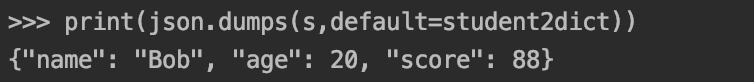 >>> print(json.dumps(s,default=student2dict))
{"name": "Bob", "age": 20, "score": 88}